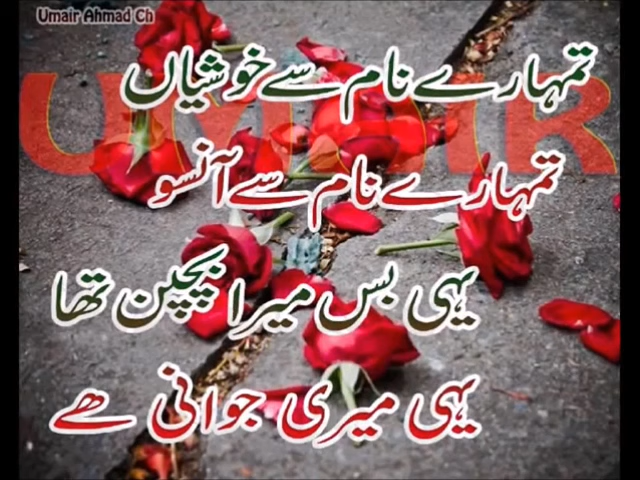 Umair Ahmad Ch
UMAIR
تمہارے نام سے خوشیاں
تمہارے نام سے آنسو
یہی بس میرا بچپن تھا
یہی میری جوانی ھے